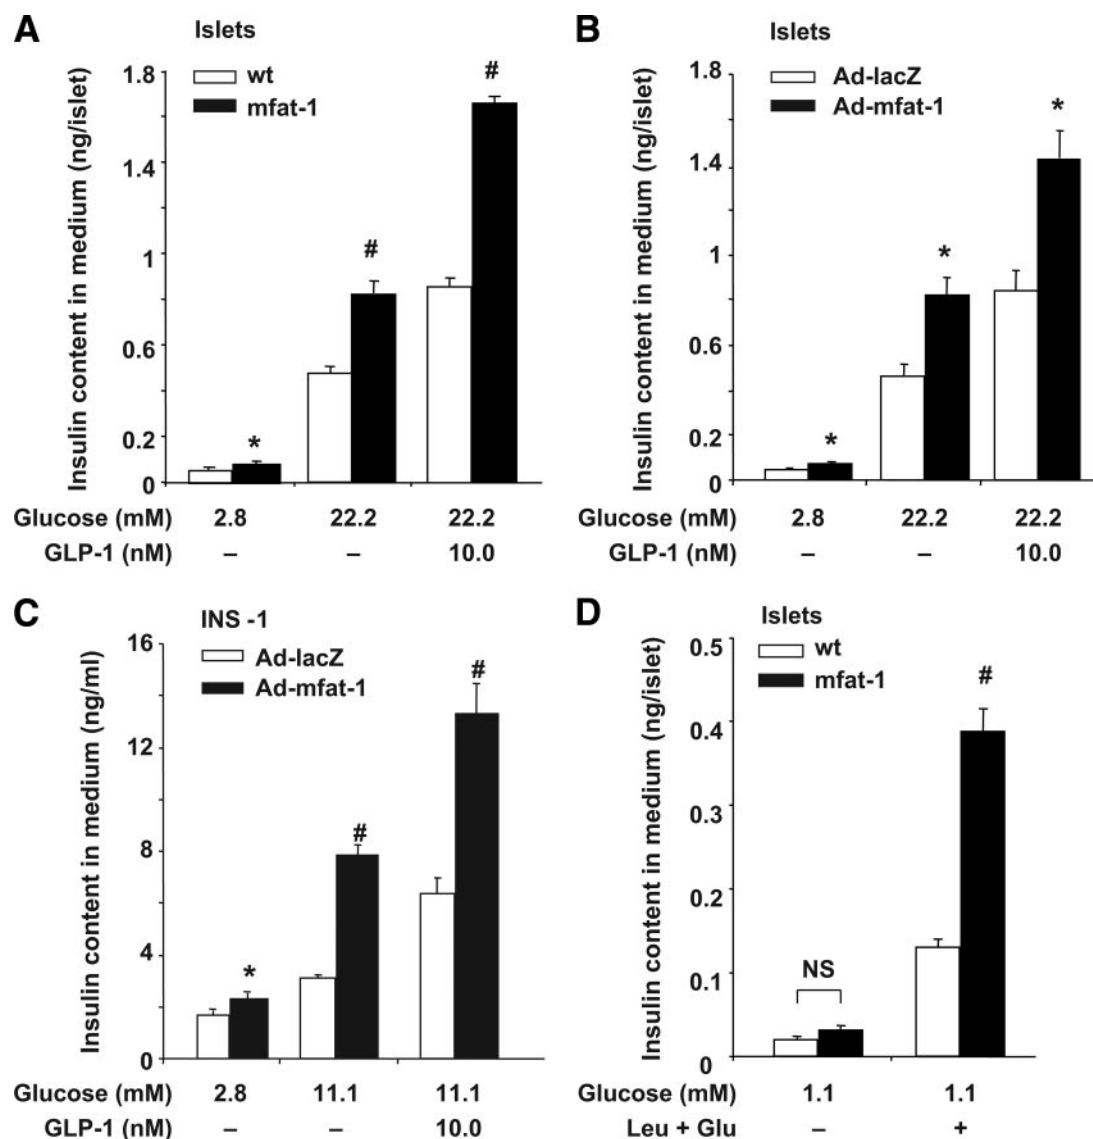 A
Islets
wt
mfat-1
Insulin content in medium (ng/islet)
1.8
1.4
1
0.6
0.2
0
*
#
#
Glucose (mM) 2.8 22.2 22.2
GLP-1 (nM) – – 10.0
B
Islets
Ad-lacZ
Ad-mfat-1
Insulin content in medium (ng/islet)
1.8
1.4
1
0.6
0.2
0
*
*
*
Glucose (mM) 2.8 22.2 22.2
GLP-1 (nM) – – 10.0
C
INS -1
Ad-lacZ
Ad-mfat-1
Insulin content in medium (ng/ml)
16
12
8
4
0
*
#
#
Glucose (mM) 2.8 11.1 11.1
GLP-1 (nM) – – 10.0
D
Islets
wt
mfat-1
Insulin content in medium (ng/islet)
0.5
0.4
0.3
0.2
0.1
0
NS
#
Glucose (mM) 1.1 1.1
Leu + Glu – +